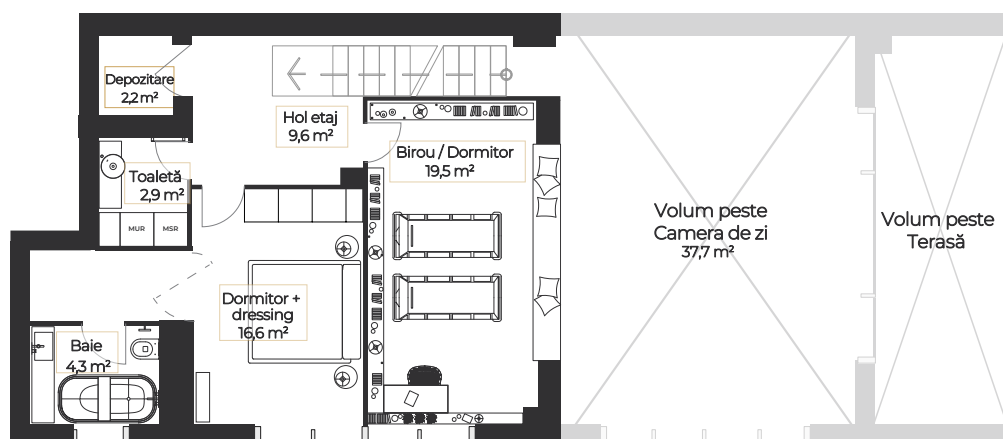 Depozitare
2,2 m²
Hol etaj
9,6 m²
Birou / Dormitor
19,5 m²
Toaletă
2,9 m²
MUR
MSR
Volum peste
Camera de zi
37,7 m²
Volum peste
Terasă
Dormitor +
dressing
16,6 m²
Baie
4,3 m²